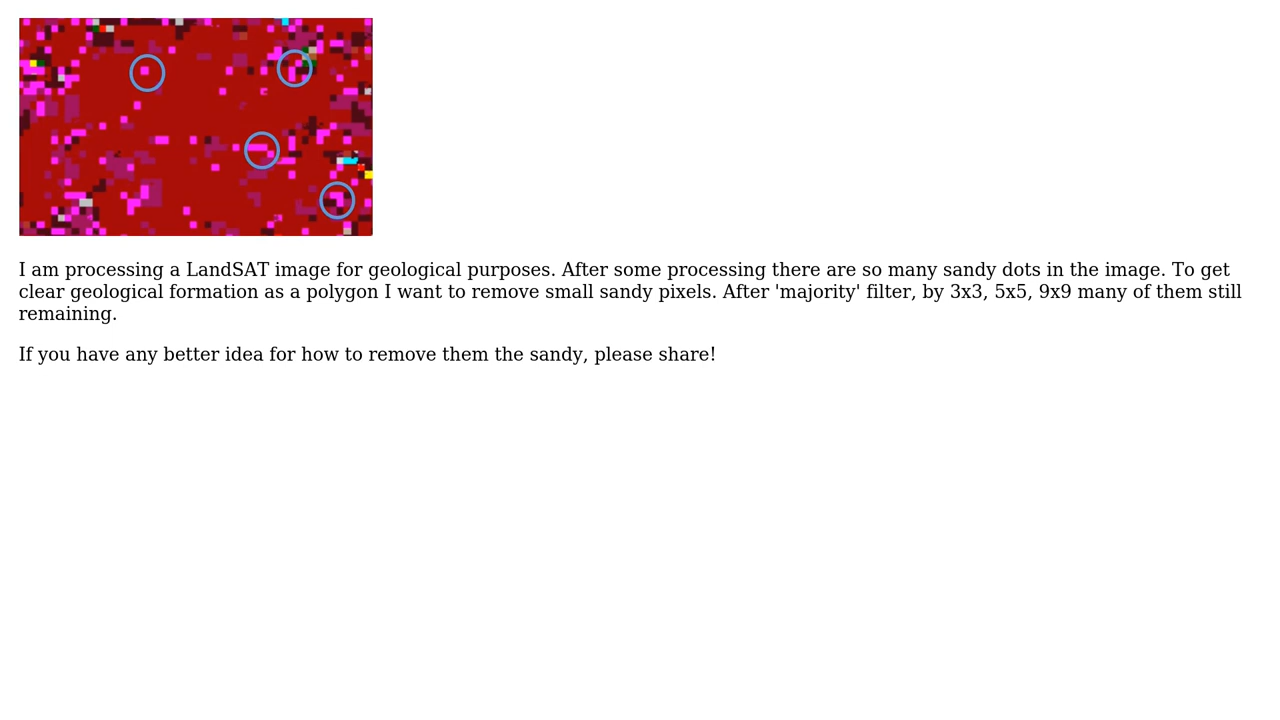 I am processing a LandSAT image for geological purposes. After some processing there are so many sandy dots in the image. To get
clear geological formation as a polygon I want to remove small sandy pixels. After 'majority' filter, by 3x3, 5x5, 9x9 many of them still
remaining.
If you have any better idea for how to remove them the sandy, please share!